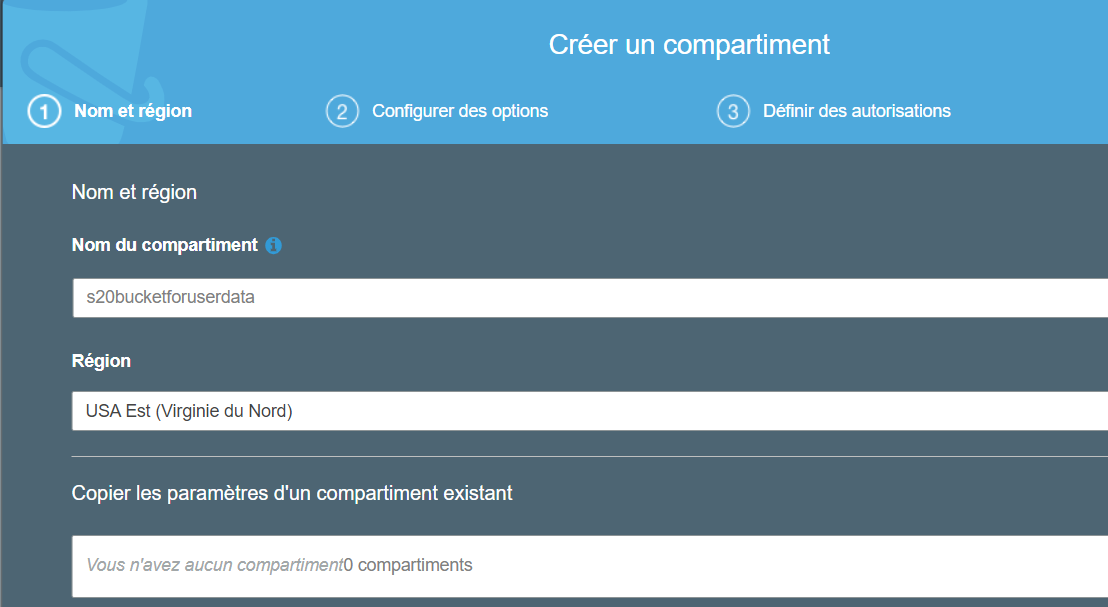 Créer un compartiment
1 Nom et région 2 Configurer des options 3 Définir des autorisations
Nom et région
Nom du compartiment i
s20bucketforuserdata
Région
USA Est (Virginie du Nord)
Copier les paramètres d'un compartiment existant
Vous n'avez aucun compartiment0 compartiments